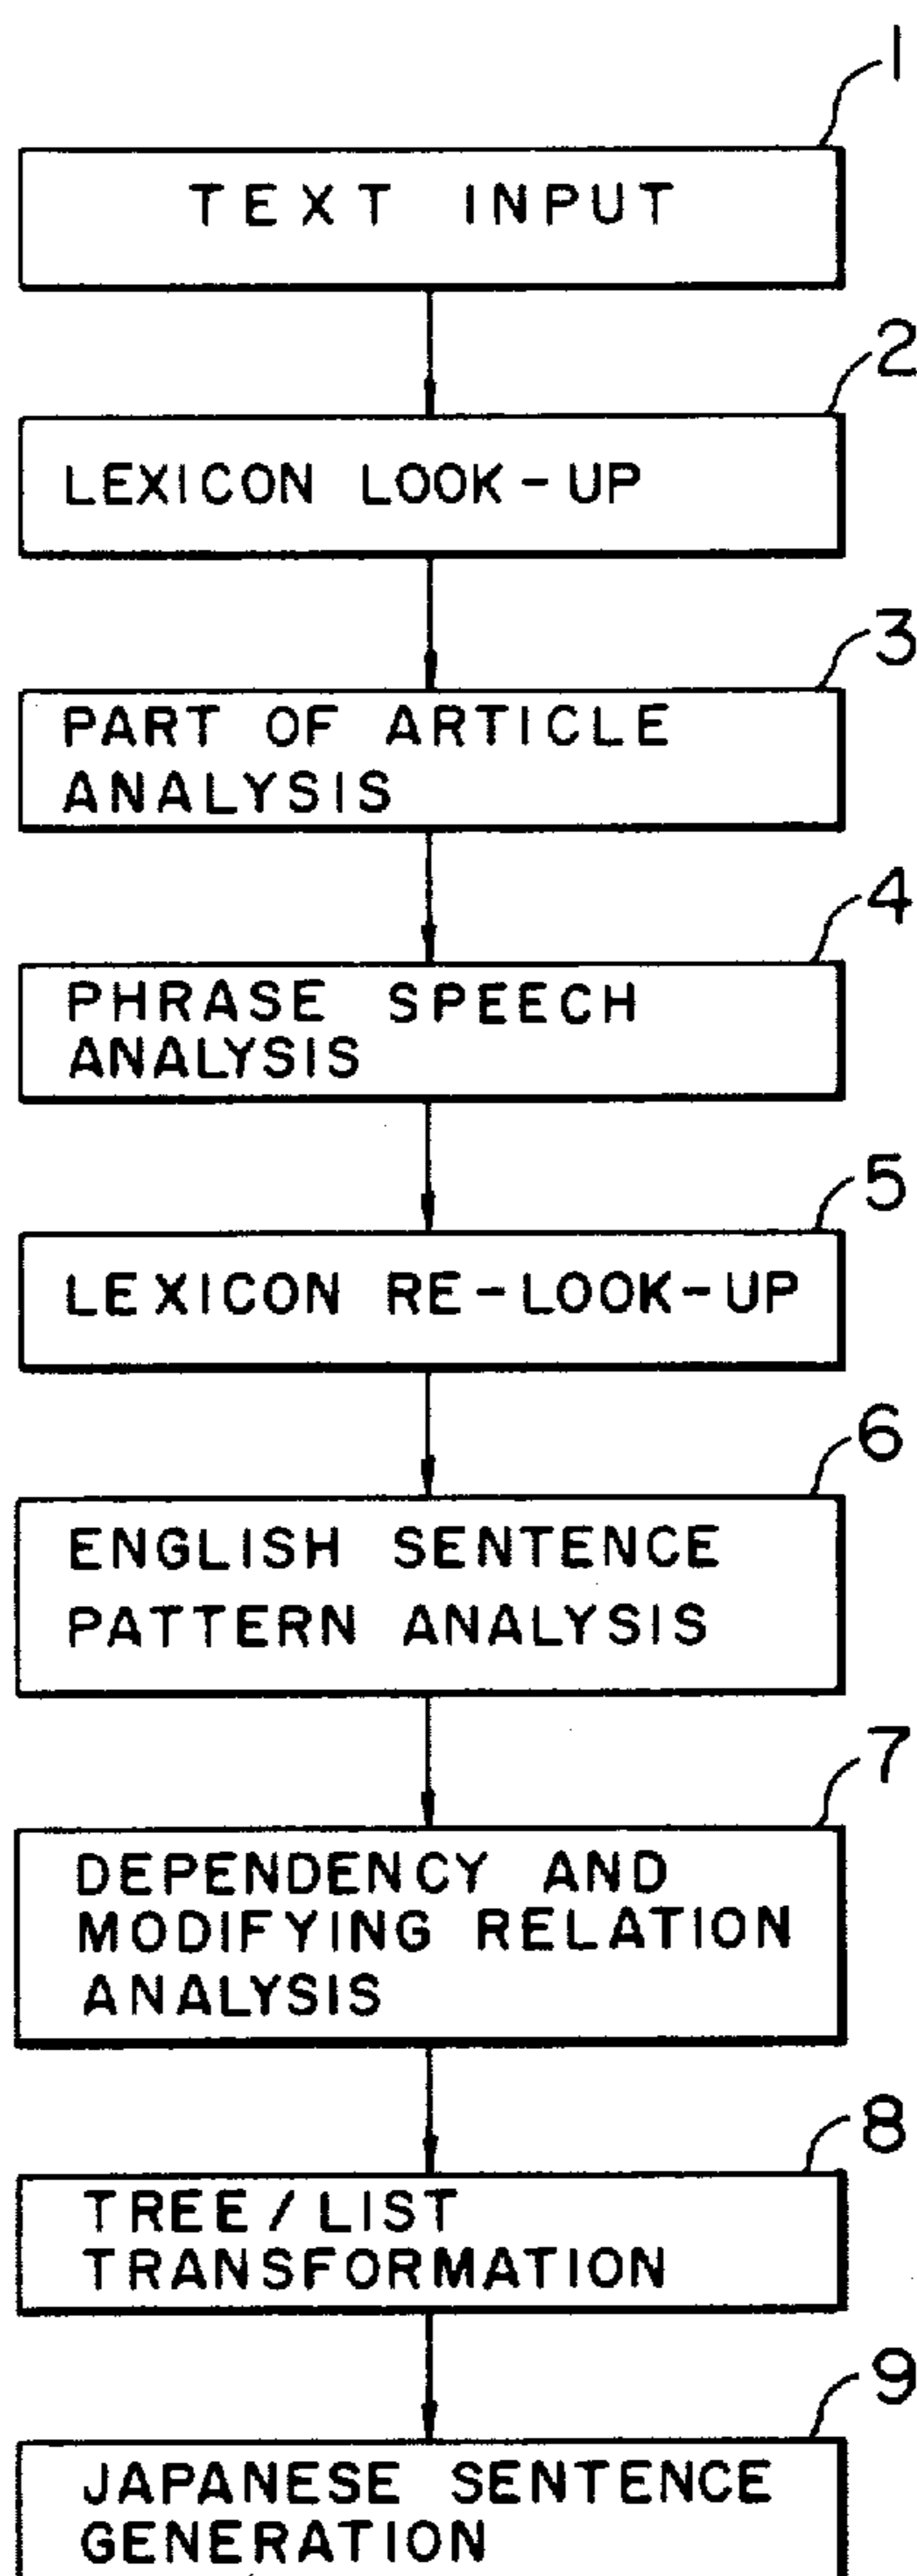 1
TEXT INPUT
2
LEXICON LOOK-UP
3
PART OF ARTICLE
ANALYSIS
4
PHRASE SPEECH
ANALYSIS
5
LEXICON RE-LOOK-UP
6
ENGLISH SENTENCE
PATTERN ANALYSIS
7
DEPENDENCY AND
MODIFYING RELATION
ANALYSIS
8
TREE/LIST
TRANSFORMATION
9
JAPANESE SENTENCE
GENERATION